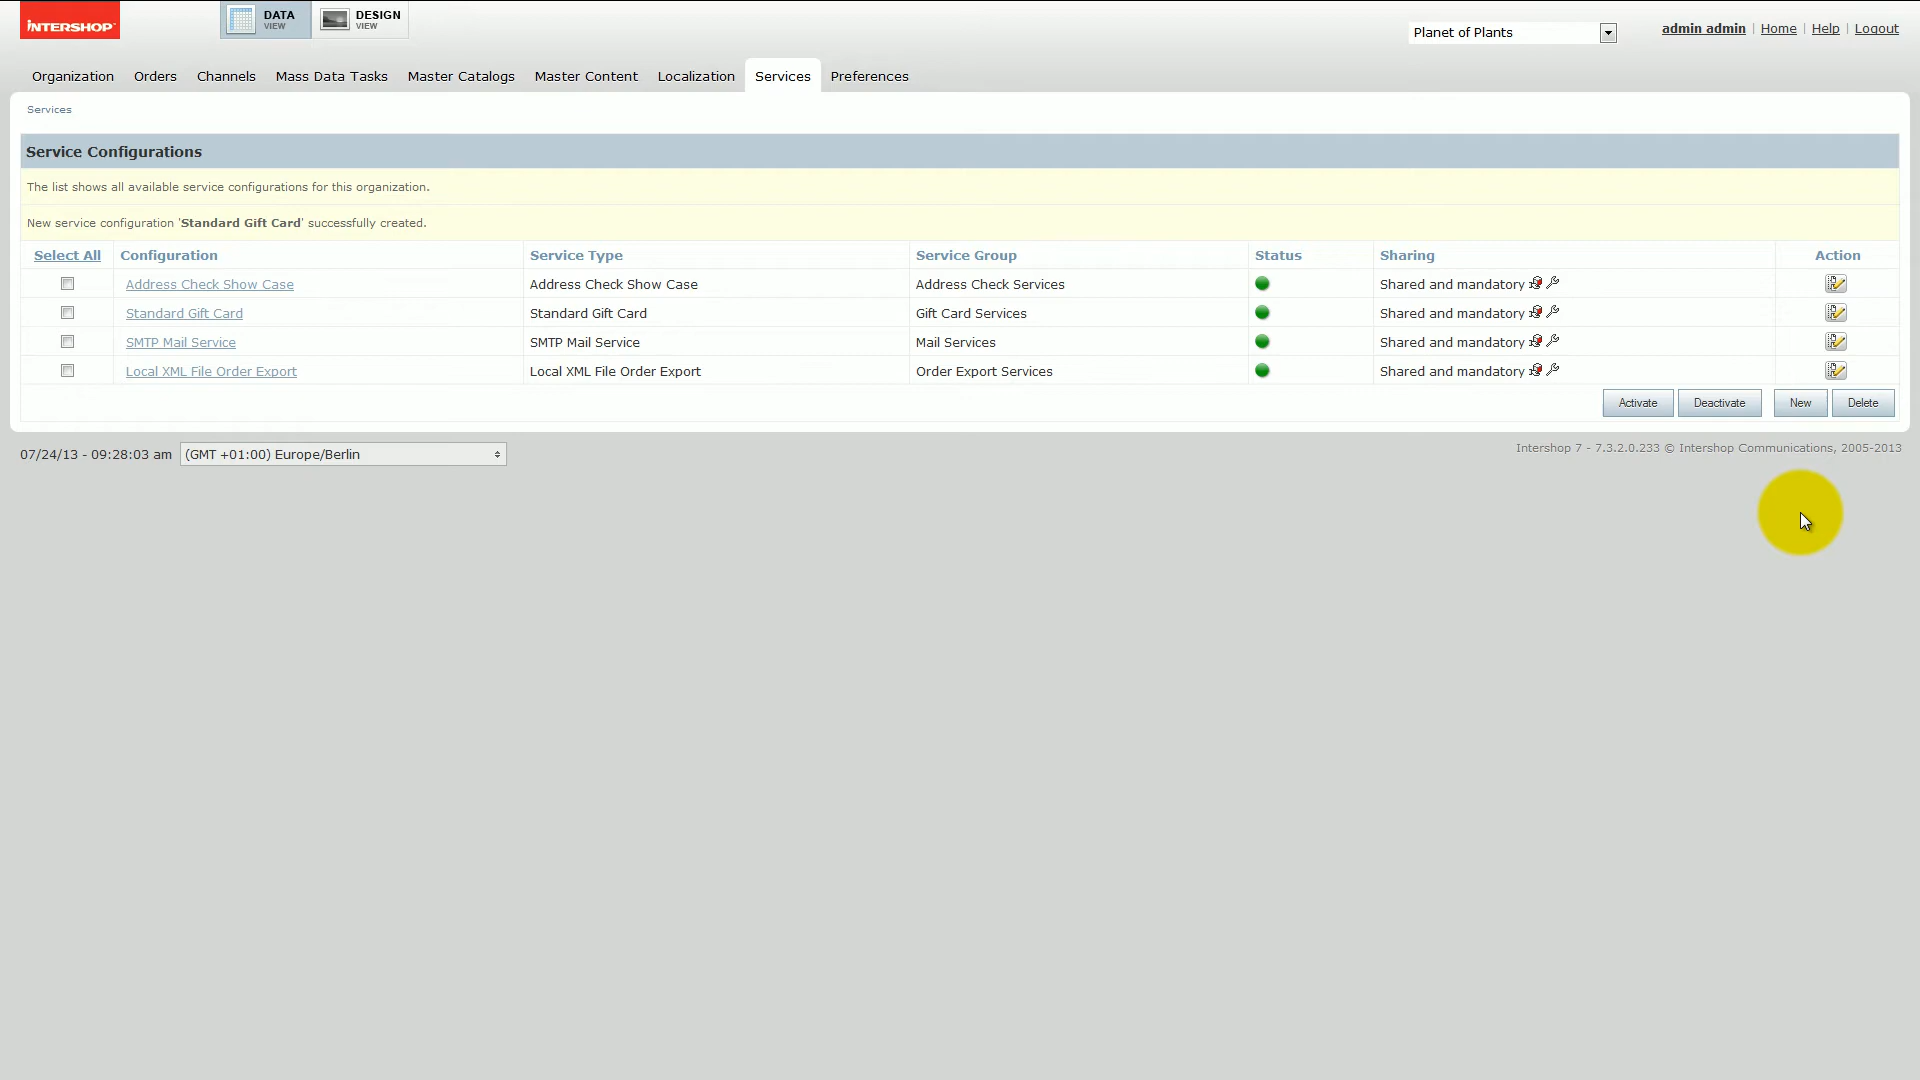 INTERSHOP
DATA
VIEW
DESIGN
VIEW
Planet of Plants
admin admin | Home | Help | Logout
Organization Orders Channels Mass Data Tasks Master Catalogs Master Content Localization Services Preferences
Services
Service Configurations
The list shows all available service configurations for this organization.
New service configuration 'Standard Gift Card' successfully created.
Select All Configuration Service Type Service Group Status Sharing Action
Address Check Show Case Address Check Show Case Address Check Services Shared and mandatory
Standard Gift Card Standard Gift Card Gift Card Services Shared and mandatory
SMTP Mail Service SMTP Mail Service Mail Services Shared and mandatory
Local XML File Order Export Local XML File Order Export Order Export Services Shared and mandatory
Activate Deactivate New Delete
07/24/13 - 09:28:03 am (GMT +01:00) Europe/Berlin
Intershop 7 - 7.3.2.0.233 © Intershop Communications, 2005-2013